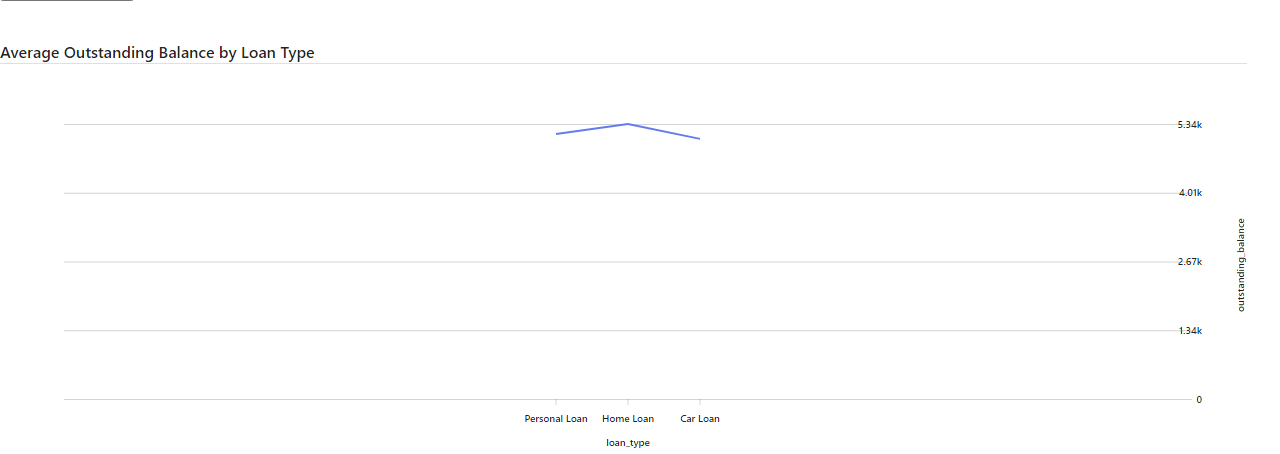 Average Outstanding Balance by Loan Type
5.34k
4.01k
2.67k
1.34k
0
outstanding_balance
Personal Loan
Home Loan
Car Loan
loan_type